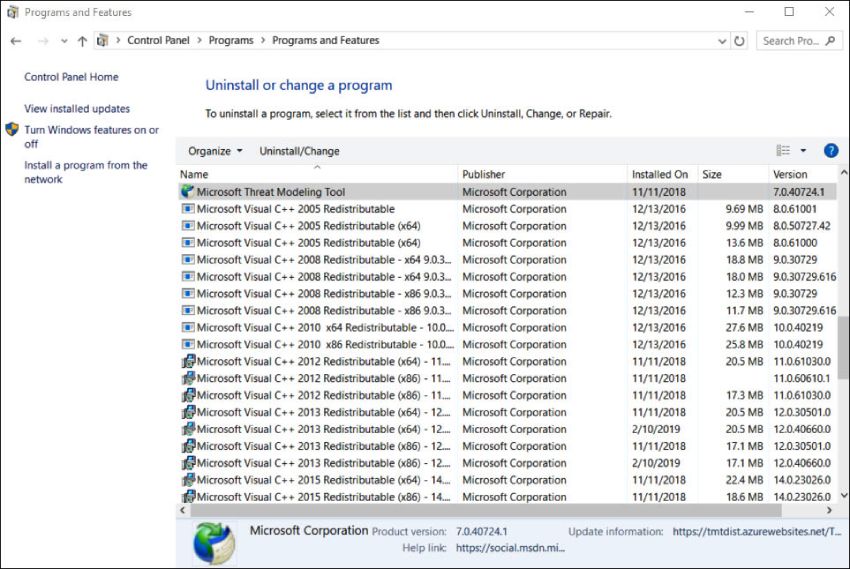 Programs and Features
Control Panel > Programs > Programs and Features
Search Pro...
Control Panel Home
View installed updates
Turn Windows features on or
off
Install a program from the
network
Uninstall or change a program
To uninstall a program, select it from the list and then click Uninstall, Change, or Repair.
Organize Uninstall/Change
Name Publisher Installed On Size Version
Microsoft Threat Modeling Tool Microsoft Corporation 11/11/2018 7.0.40724.1
Microsoft Visual C++ 2005 Redistributable Microsoft Corporation 12/13/2016 9.69 MB 8.0.61001
Microsoft Visual C++ 2005 Redistributable (x64) Microsoft Corporation 12/13/2016 9.99 MB 8.0.50727.42
Microsoft Visual C++ 2005 Redistributable (x64) Microsoft Corporation 12/13/2016 13.6 MB 8.0.61000
Microsoft Visual C++ 2008 Redistributable - x64 9.0.3... Microsoft Corporation 12/13/2016 18.8 MB 9.0.30729
Microsoft Visual C++ 2008 Redistributable - x64 9.0.3... Microsoft Corporation 12/13/2016 18.0 MB 9.0.30729.616
Microsoft Visual C++ 2008 Redistributable - x86 9.0.3... Microsoft Corporation 12/13/2016 12.3 MB 9.0.30729
Microsoft Visual C++ 2008 Redistributable - x86 9.0.3... Microsoft Corporation 12/13/2016 11.7 MB 9.0.30729.616
Microsoft Visual C++ 2010 x64 Redistributable - 10.0.... Microsoft Corporation 12/13/2016 27.6 MB 10.0.40219
Microsoft Visual C++ 2010 x86 Redistributable - 10.0.... Microsoft Corporation 12/13/2016 25.8 MB 10.0.40219
Microsoft Visual C++ 2012 Redistributable (x64) - 11.... Microsoft Corporation 11/11/2018 20.5 MB 11.0.61030.0
Microsoft Visual C++ 2012 Redistributable (x86) - 11.... Microsoft Corporation 11/11/2018 11.0.60610.1
Microsoft Visual C++ 2012 Redistributable (x86) - 11.... Microsoft Corporation 11/11/2018 17.3 MB 11.0.61030.0
Microsoft Visual C++ 2013 Redistributable (x64) - 12.... Microsoft Corporation 11/11/2018 20.5 MB 12.0.30501.0
Microsoft Visual C++ 2013 Redistributable (x64) - 12.... Microsoft Corporation 2/10/2019 20.5 MB 12.0.40660.0
Microsoft Visual C++ 2013 Redistributable (x86) - 12.... Microsoft Corporation 11/11/2018 17.1 MB 12.0.30501.0
Microsoft Visual C++ 2013 Redistributable (x86) - 12.... Microsoft Corporation 2/10/2019 17.1 MB 12.0.40660.0
Microsoft Visual C++ 2015 Redistributable (x64) - 14.... Microsoft Corporation 11/11/2018 22.4 MB 14.0.23026.0
Microsoft Visual C++ 2015 Redistributable (x86) - 14.... Microsoft Corporation 11/11/2018 18.6 MB 14.0.23026.0
Microsoft Corporation Product version: 7.0.40724.1 Update information: https://tmtdist.azurewebsites.net/T...
Help link: https://social.msdn.mi...